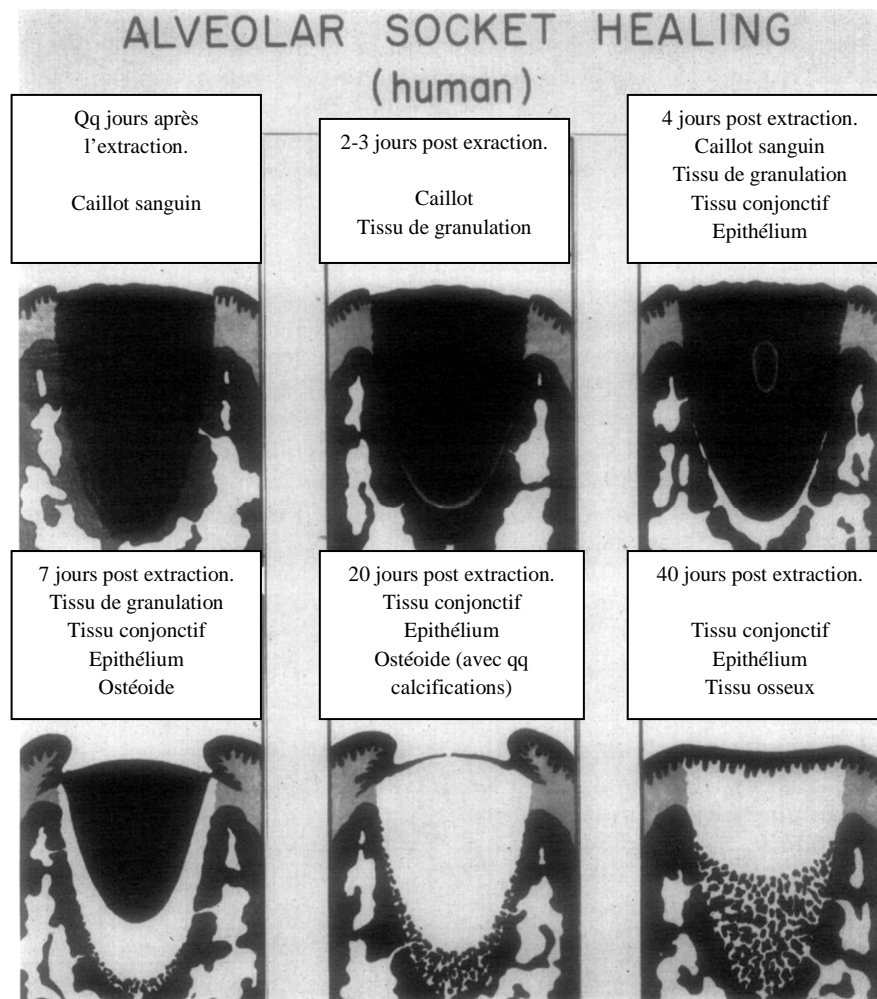 ALVEOLAR SOCKET HEALING
(human)
Qq jours après
l'extraction.
Caillot sanguin
2-3 jours post exraction.
Caillot
Tissu de granulation
4 jours post extraction.
Caillot sanguin
Tissu de granulation
Tissu conjonctif
Epithélium
7 jours post extraction.
Tissu de granulation
Tissu conjonctif
Epithélium
Ostéoide
20 jours post extraction.
Tissu conjonctif
Epithélium
Ostéoide (avec qq
calcifications)
40 jours post extraction.
Tissu conjonctif
Epithélium
Tissu osseux